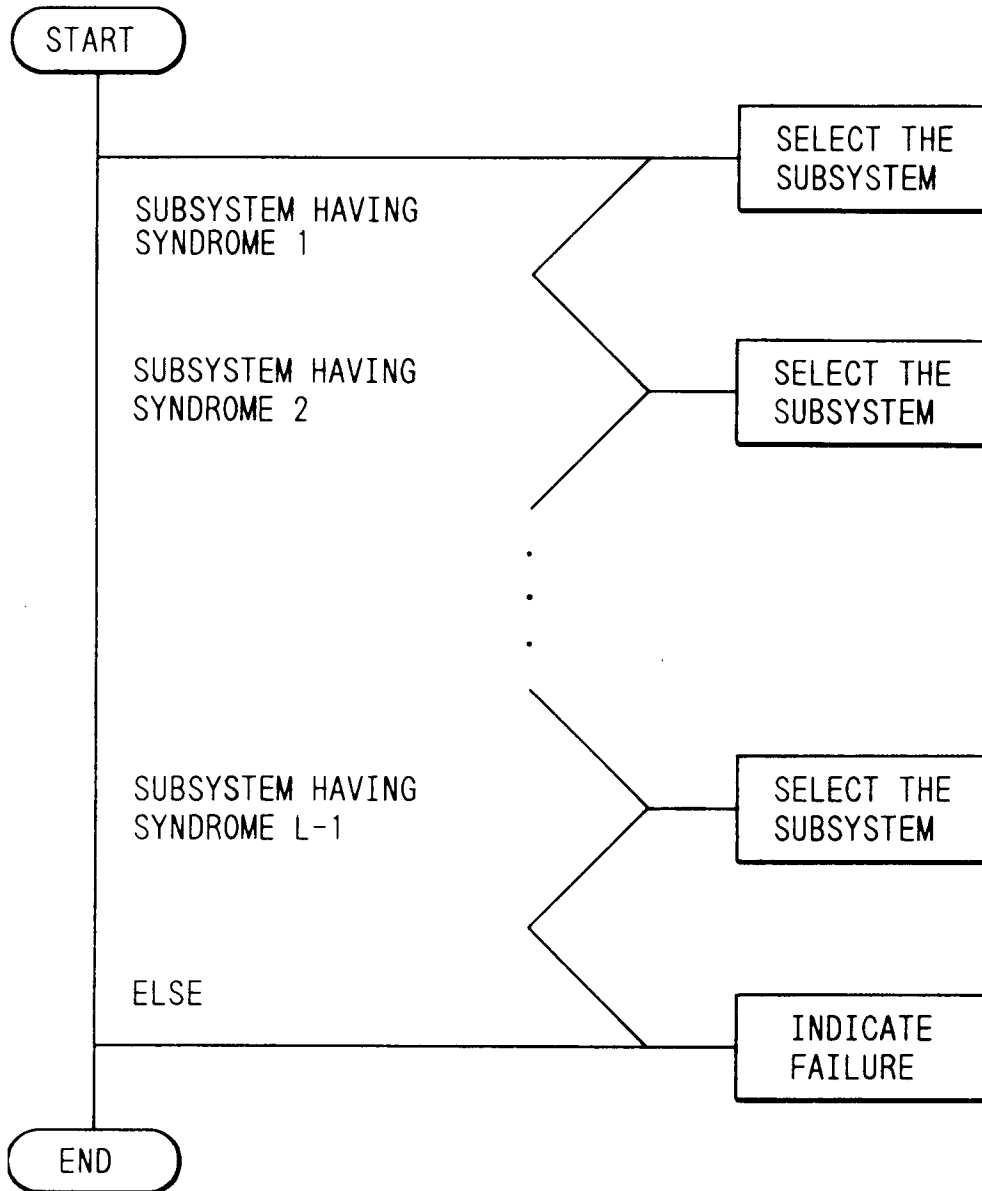 START
SELECT THE
SUBSYSTEM
SUBSYSTEM HAVING
SYNDROME 1
SUBSYSTEM HAVING
SYNDROME 2
SELECT THE
SUBSYSTEM
SUBSYSTEM HAVING
SYNDROME L-1
SELECT THE
SUBSYSTEM
ELSE
INDICATE
FAILURE
END